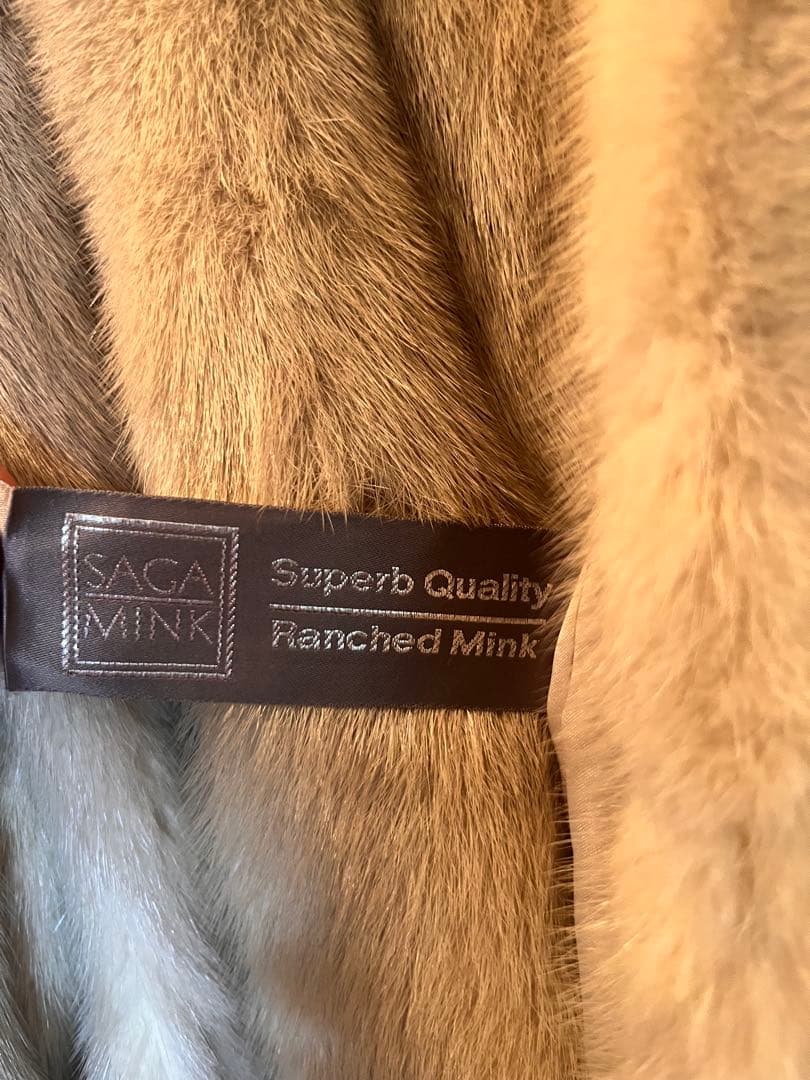 SAGA
MINK
Superb Quality
Ranched Mink